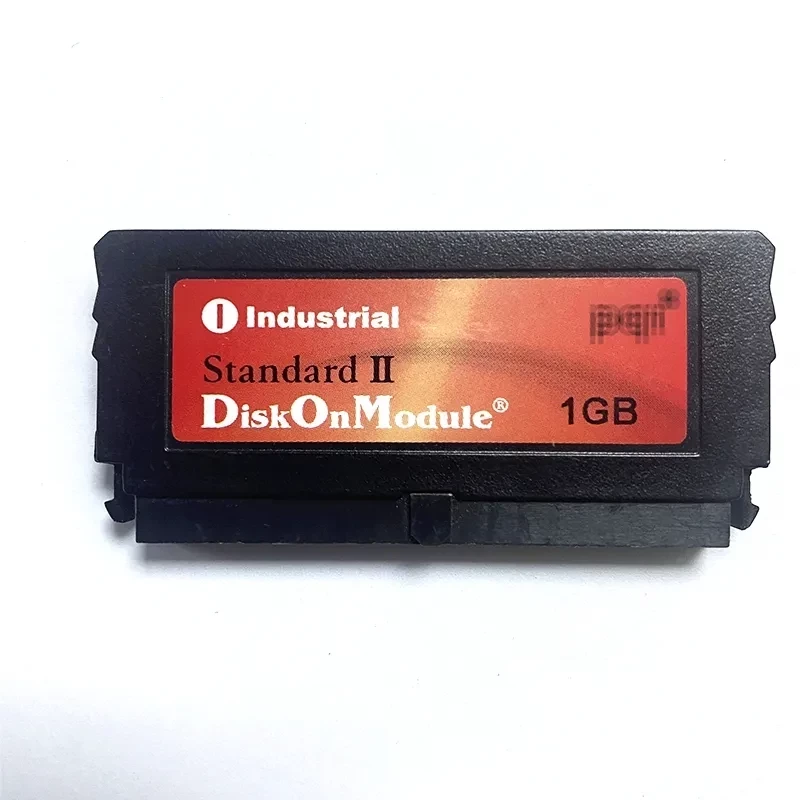 Industrial
Standard II
DiskOnModule®
1GB